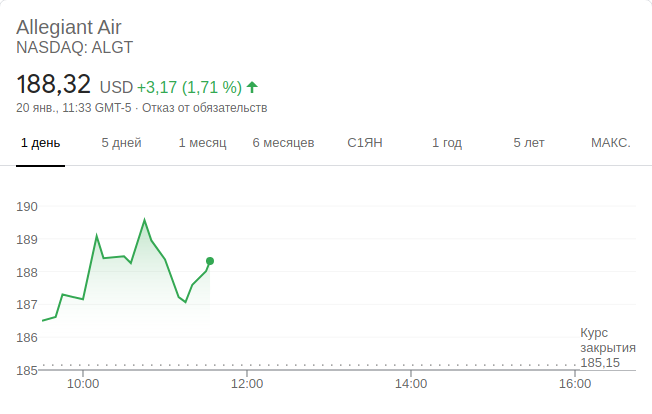 Allegiant Air
NASDAQ: ALGT
188,32 USD +3,17 (1,71 %)
20 янв., 11:33 GMT-5 · Отказ от обязательств
1 день 5 дней 1 месяц 6 месяцев С1ЯН 1 год 5 лет МАКС.
190
189
188
187
186
185
Курс
закрытия
185,15
10:00 12:00 14:00 16:00